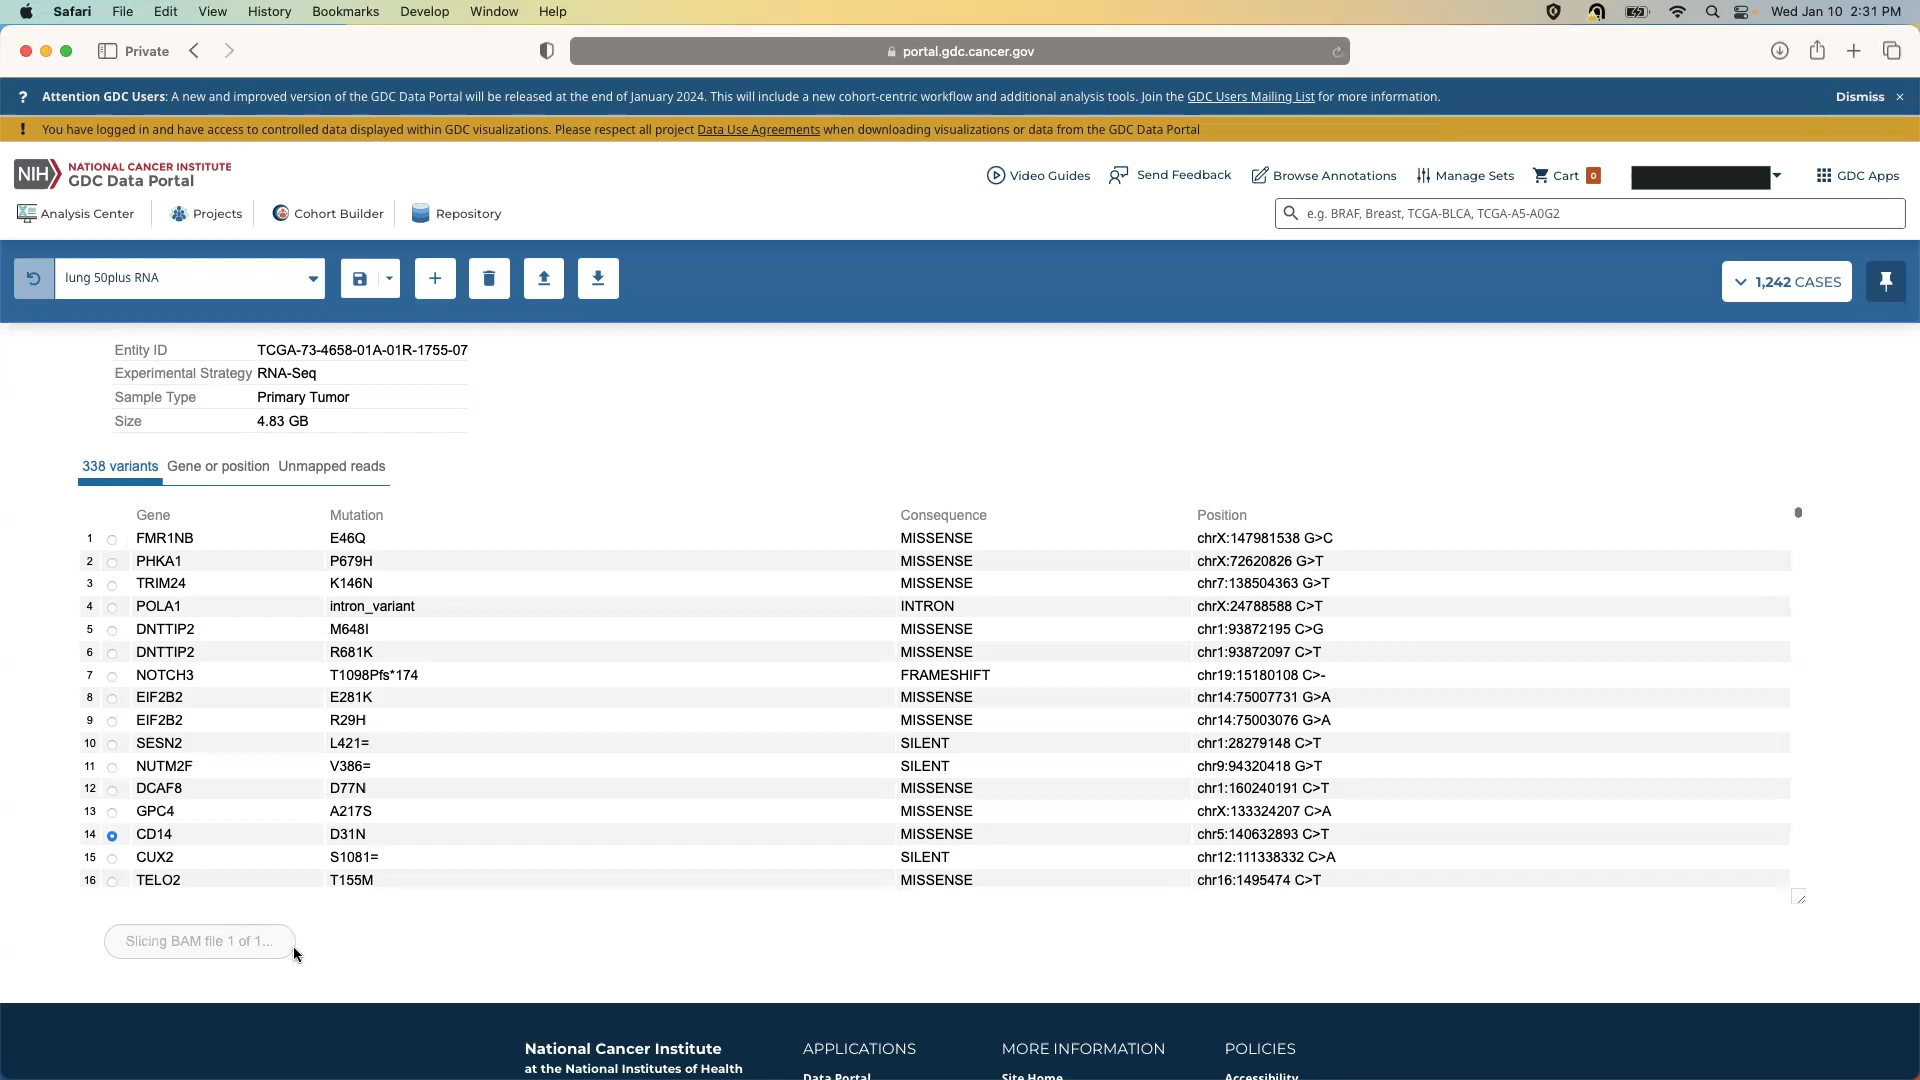 Safari File Edit View History Bookmarks Develop Window Help Wed Jan 10 2:31 PM
Private portal.gdc.cancer.gov
? Attention GDC Users: A new and improved version of the GDC Data Portal will be released at the end of January 2024. This will include a new cohort-centric workflow and additional analysis tools. Join the GDC Users Mailing List for more information. Dismiss ×
! You have logged in and have access to controlled data displayed within GDC visualizations. Please respect all project Data Use Agreements when downloading visualizations or data from the GDC Data Portal
NIH NATIONAL CANCER INSTITUTE
GDC Data Portal
Video Guides Send Feedback Browse Annotations Manage Sets Cart 0 GDC Apps
Analysis Center Projects Cohort Builder Repository e.g. BRAF, Breast, TCGA-BLCA, TCGA-A5-A0G2
lung 50plus RNA 1,242 CASES
Entity ID TCGA-73-4658-01A-01R-1755-07
Experimental Strategy RNA-Seq
Sample Type Primary Tumor
Size 4.83 GB
338 variants Gene or position Unmapped reads
Gene Mutation Consequence Position
1 FMR1NB E46Q MISSENSE chrX:147981538 G>C
2 PHKA1 P679H MISSENSE chrX:72620826 G>T
3 TRIM24 K146N MISSENSE chr7:138504363 G>T
4 POLA1 intron_variant INTRON chrX:24788588 C>T
5 DNTTIP2 M648I MISSENSE chr1:93872195 C>G
6 DNTTIP2 R681K MISSENSE chr1:93872097 C>T
7 NOTCH3 T1098Pfs*174 FRAMESHIFT chr19:15180108 C>-
8 EIF2B2 E281K MISSENSE chr14:75007731 G>A
9 EIF2B2 R29H MISSENSE chr14:75003076 G>A
10 SESN2 L421= SILENT chr1:28279148 C>T
11 NUTM2F V386= SILENT chr9:94320418 G>T
12 DCAF8 D77N MISSENSE chr1:160240191 C>T
13 GPC4 A217S MISSENSE chrX:133324207 C>A
14 CD14 D31N MISSENSE chr5:140632893 C>T
15 CUX2 S1081= SILENT chr12:111338332 C>A
16 TELO2 T155M MISSENSE chr16:1495474 C>T
Slicing BAM file 1 of 1...
National Cancer Institute APPLICATIONS MORE INFORMATION POLICIES
at the National Institutes of Health Data Portal Site Home Accessibility